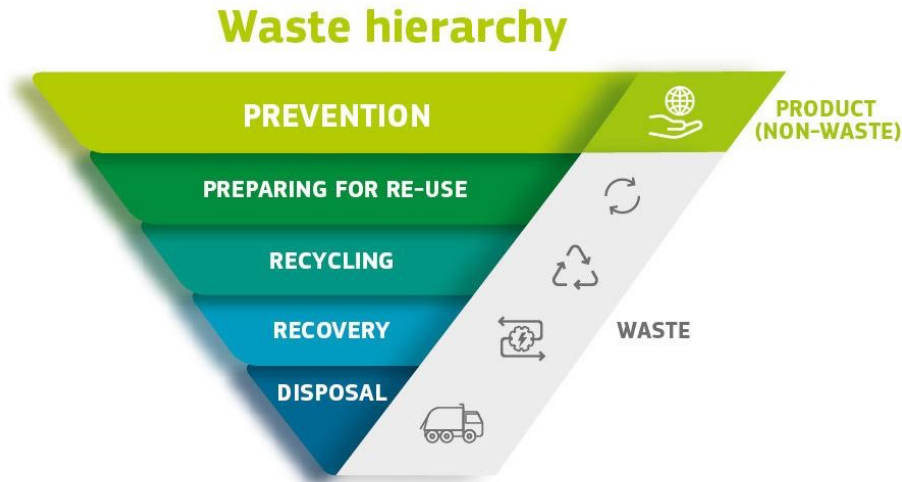 Waste hierarchy
PREVENTION
PRODUCT
(NON-WASTE)
PREPARING FOR RE-USE
RECYCLING
RECOVERY
WASTE
DISPOSAL